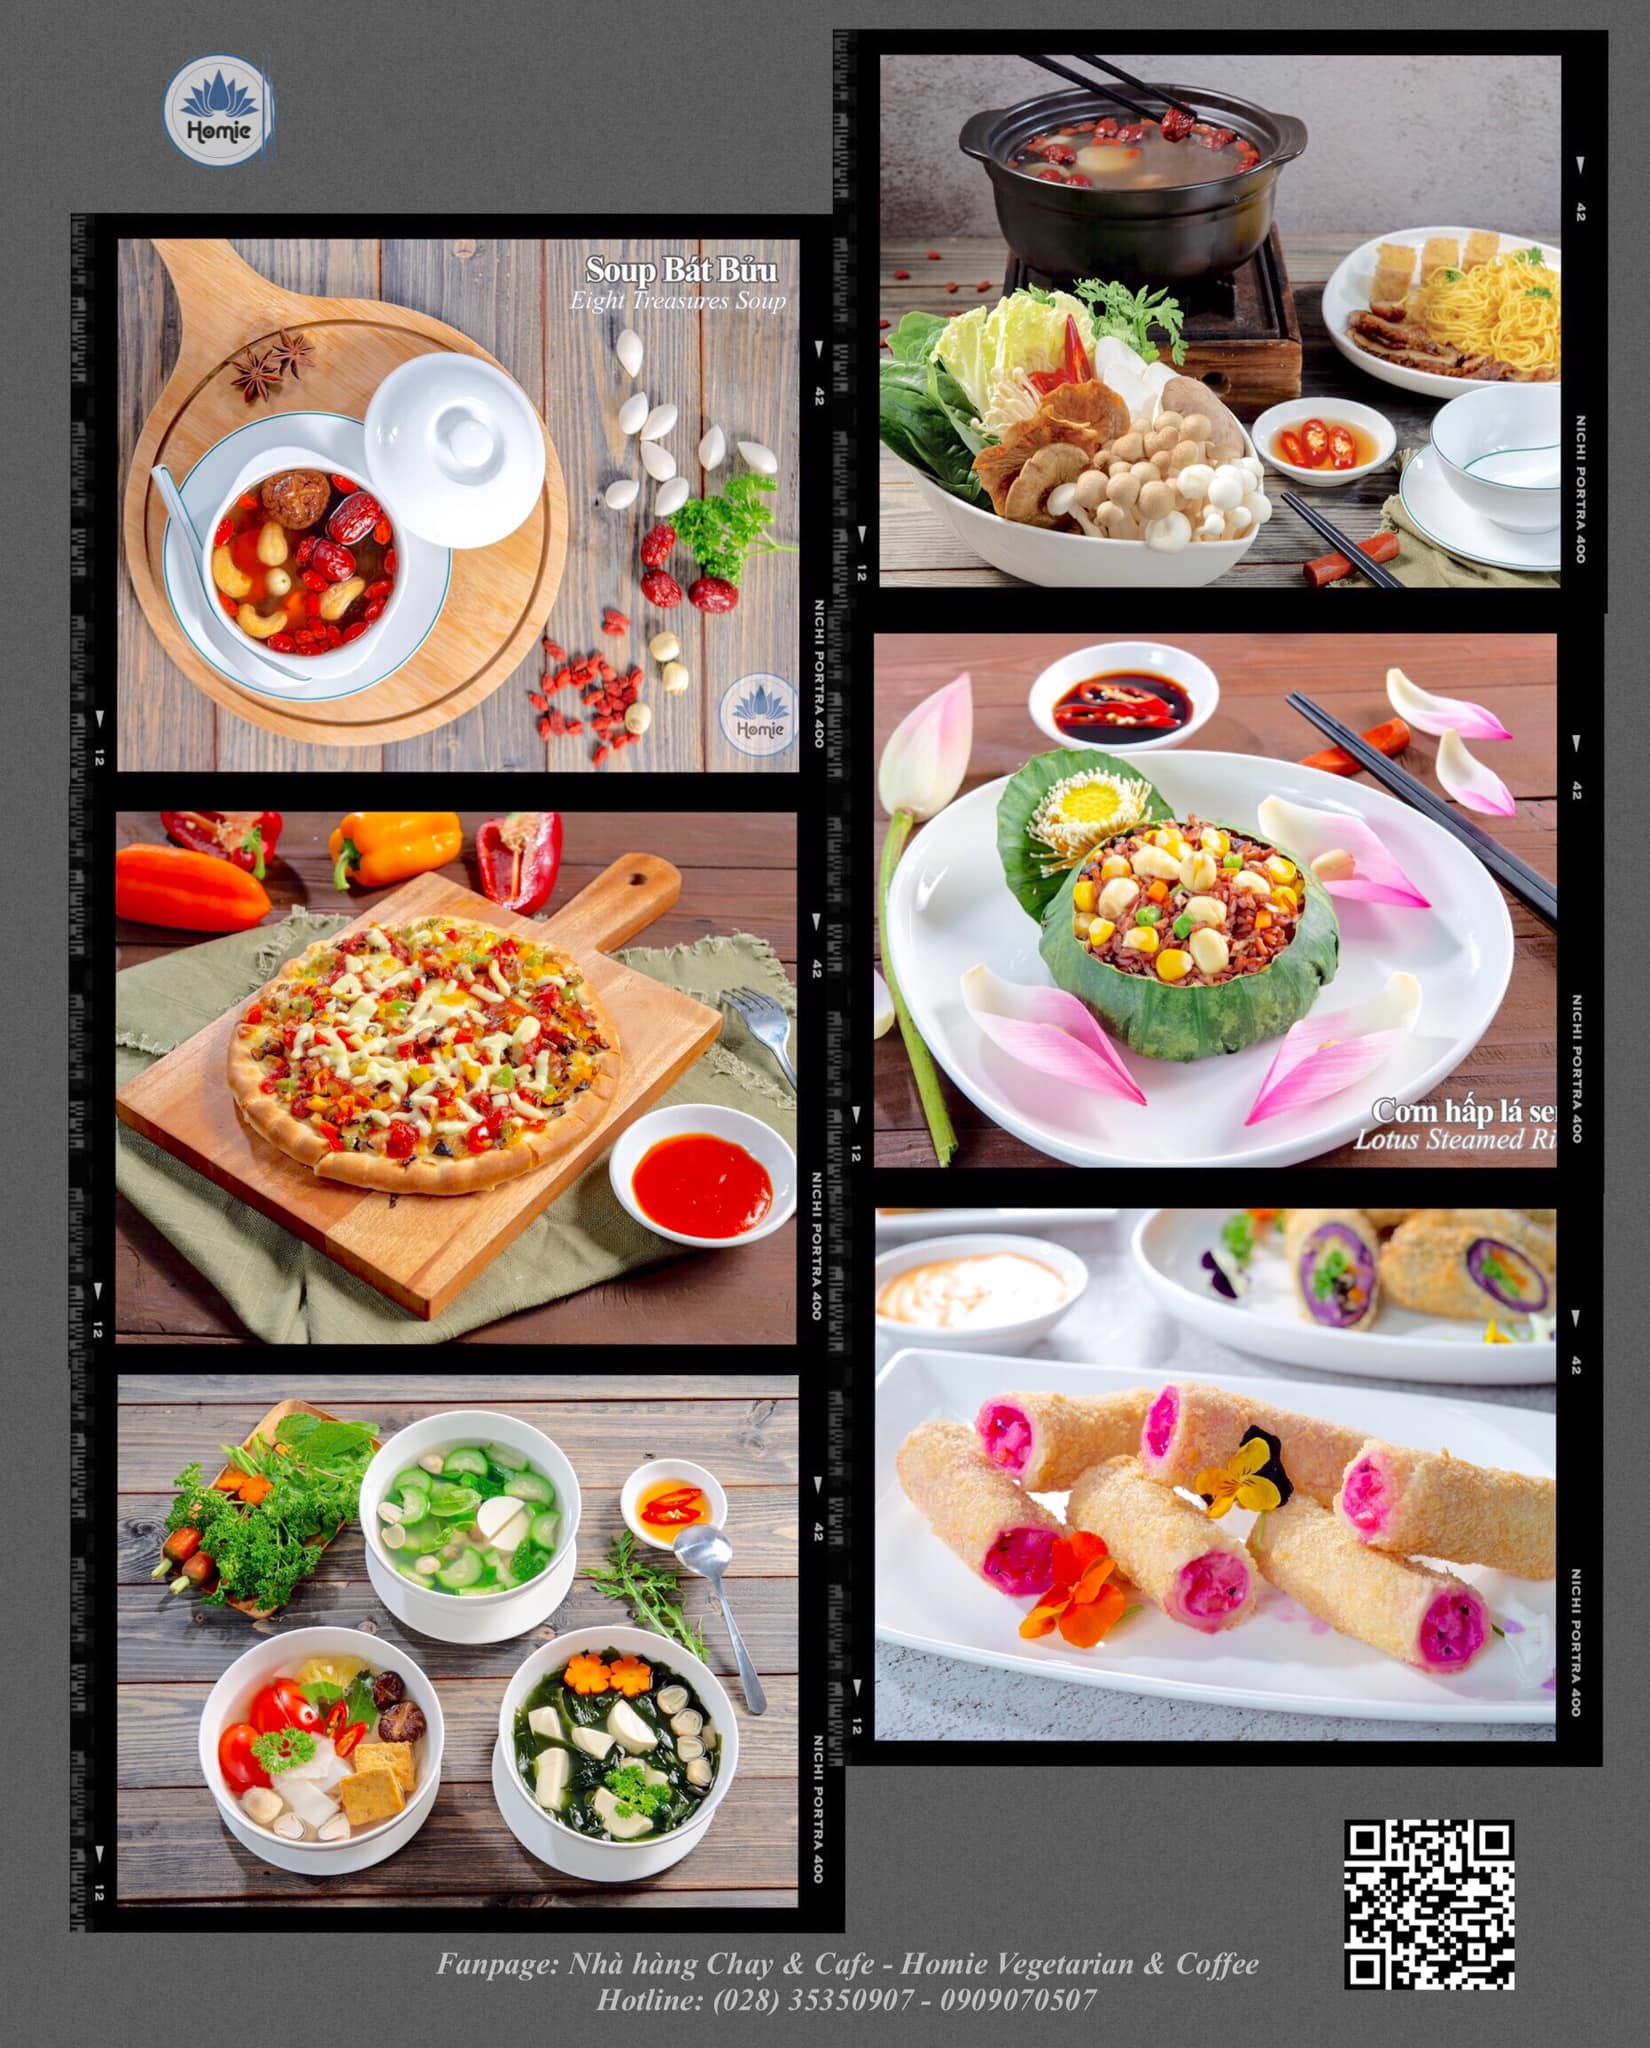 Homie
Soup Bát Bửu
Eight Treasures Soup
Homie
42
NICHI PORTRA 400
12
42
NICHI PORTRA 400
12
42
NICHI PORTRA 400
12
42
NICHI PORTRA 400
12
Cơm hấp lá se
Lotus Steamed Ri
42
NICHI PORTRA 400
12
42
NICHI PORTRA 400
12
Fanpage: Nhà hàng Chay & Cafe - Homie Vegetarian & Coffee
Hotline: (028) 35350907 - 0909070507